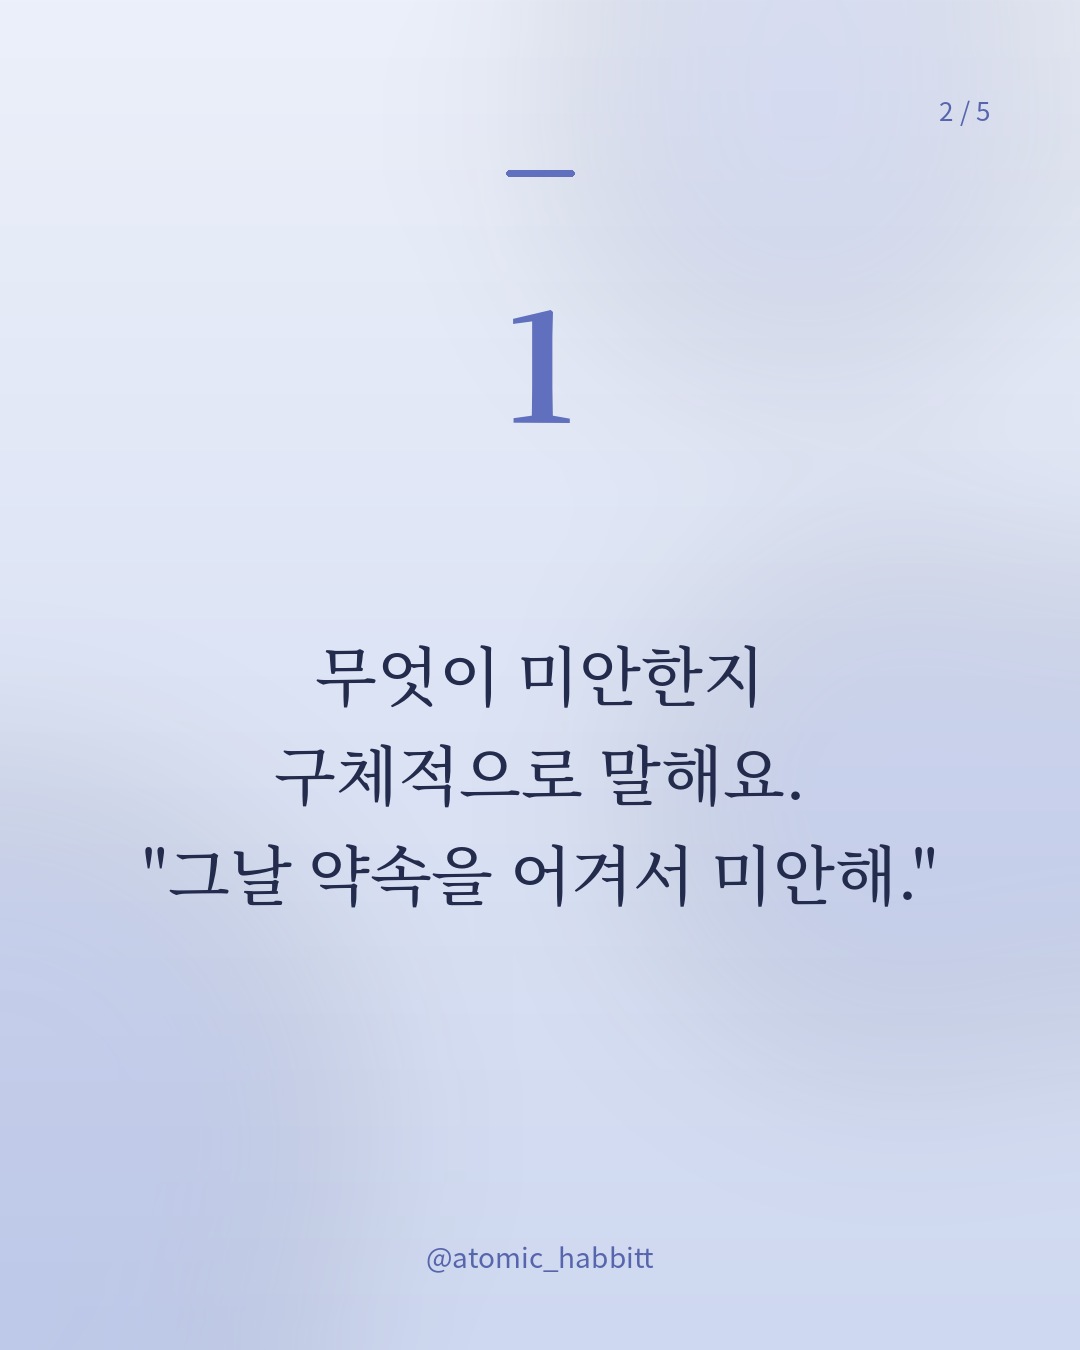 2 / 5
1
무엇이 미안한지
구체적으로 말해요.
"그날 약속을 어겨서 미안해."
@atomic_habbitt